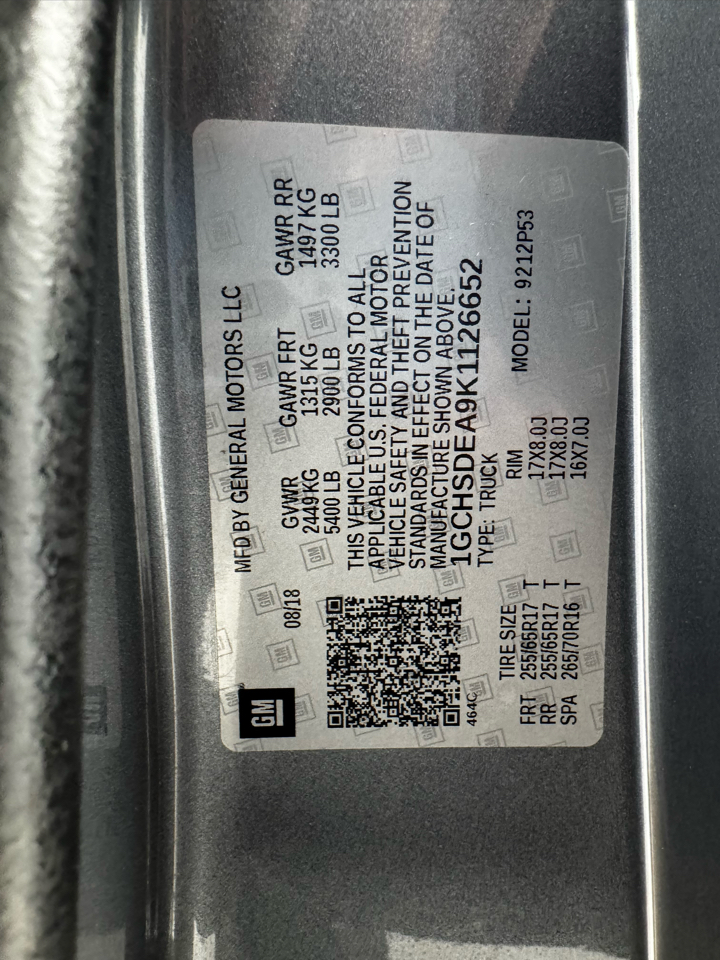 GM
MFD BY GENERAL MOTORS LLC
08/18
GVWR GAWR FRT GAWR RR
2449KG 1315 KG 1497 KG
5400 LB 2900 LB 3300 LB
THIS VEHICLE CONFORMS TO ALL
APPLICABLE U.S. FEDERAL MOTOR
VEHICLE SAFETY AND THEFT PREVENTION
STANDARDS IN EFFECT ON THE DATE OF
MANUFACTURE SHOWN ABOVE.
1GCHSDEA9K1126652
464C
TYPE: TRUCK MODEL: 9212P53
TIRE SIZE RIM
FRT 255/65R17 T 17X8.0J
RR 255/65R17 T 17X8.0J
SPA 265/70R16 T 16X7.0J